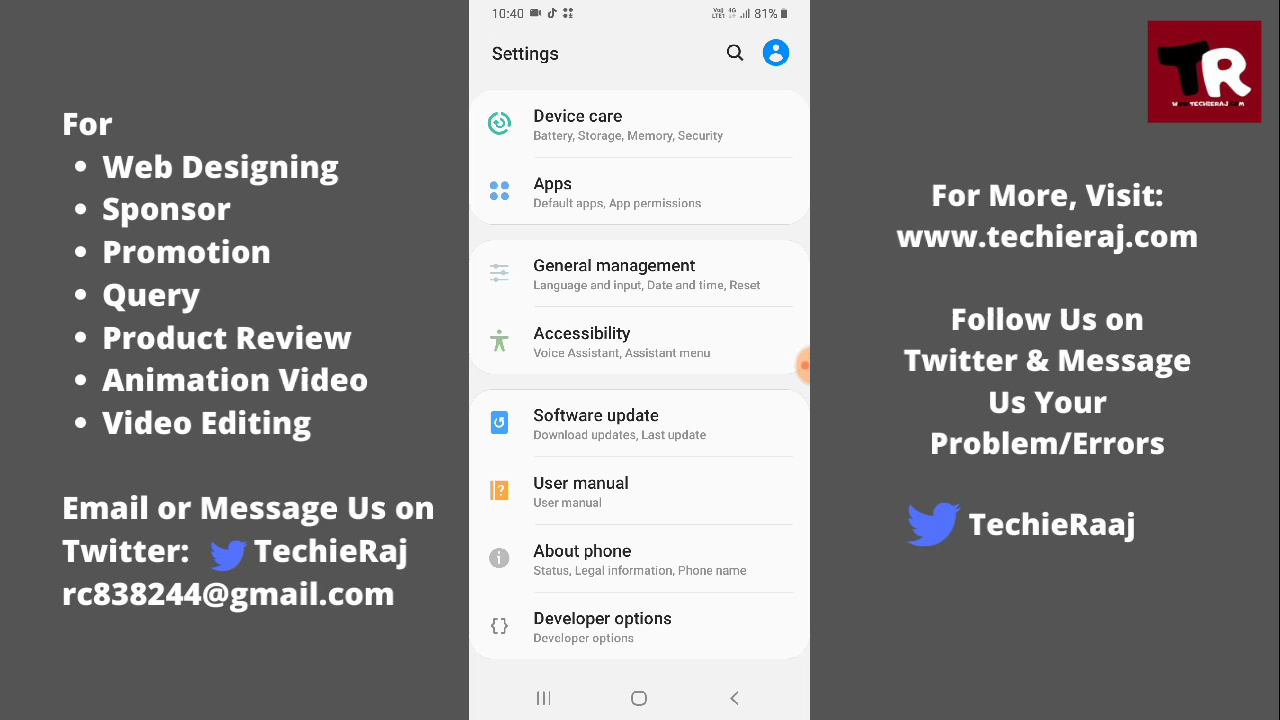 For
• Web Designing
• Sponsor
• Promotion
• Query
• Product Review
• Animation Video
• Video Editing
Email or Message Us on
Twitter: TechieRaj
rc838244@gmail.com
10:40
VoJ 4G
LTE1 81%
Settings
Device care
Battery, Storage, Memory, Security
Apps
Default apps, App permissions
General management
Language and input, Date and time, Reset
Accessibility
Voice Assistant, Assistant menu
Software update
Download updates, Last update
User manual
User manual
About phone
Status, Legal information, Phone name
Developer options
Developer options
TR
For More, Visit:
www.techieraj.com
Follow Us on
Twitter & Message
Us Your
Problem/Errors
TechieRaaj